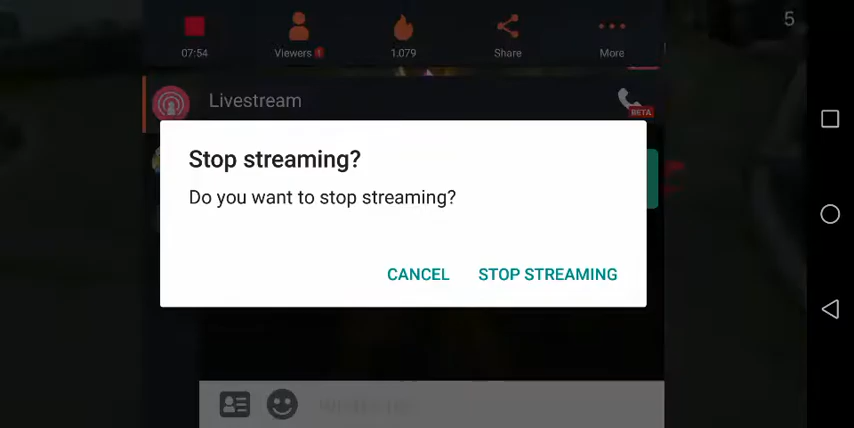 5
07:54
Viewers 1
1.079
Share
More
Livestream
BETA
Stop streaming?
Do you want to stop streaming?
CANCEL
STOP STREAMING